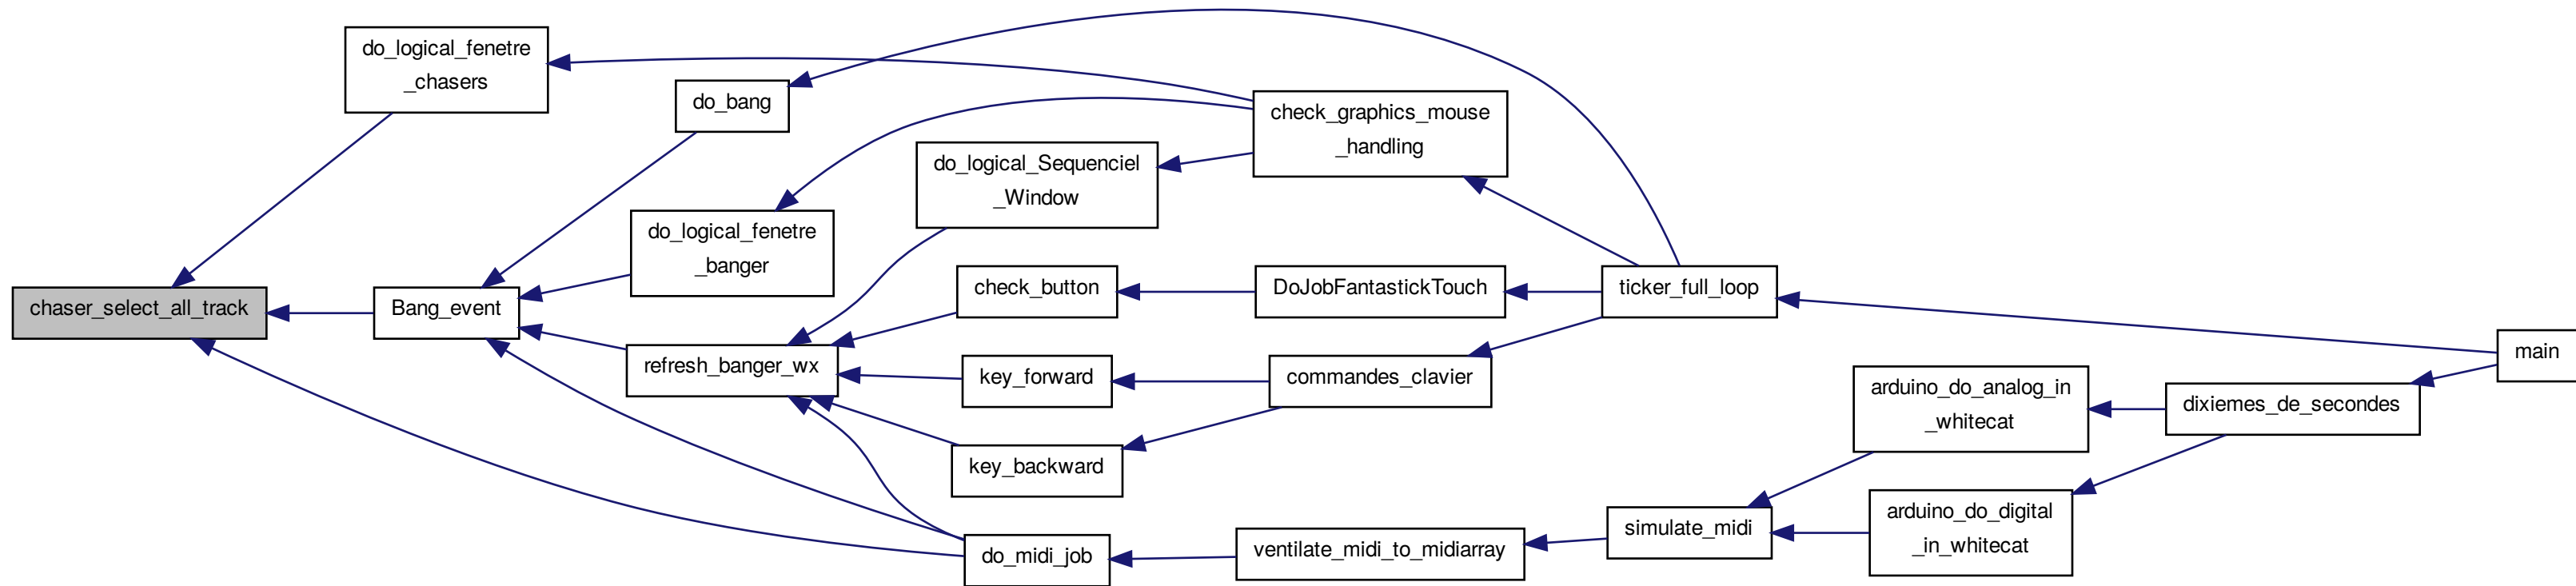 do_logical_fenetre
_chasers
do_bang
check_graphics_mouse
_handling
do_logical_Sequenciel
_Window
do_logical_fenetre
_banger
chaser_select_all_track
Bang_event
check_button
DoJobFantastickTouch
ticker_full_loop
refresh_banger_wx
key_forward
commandes_clavier
main
arduino_do_analog_in
_whitecat
dixiemes_de_secondes
key_backward
simulate_midi
arduino_do_digital
_in_whitecat
do_midi_job
ventilate_midi_to_midiarray